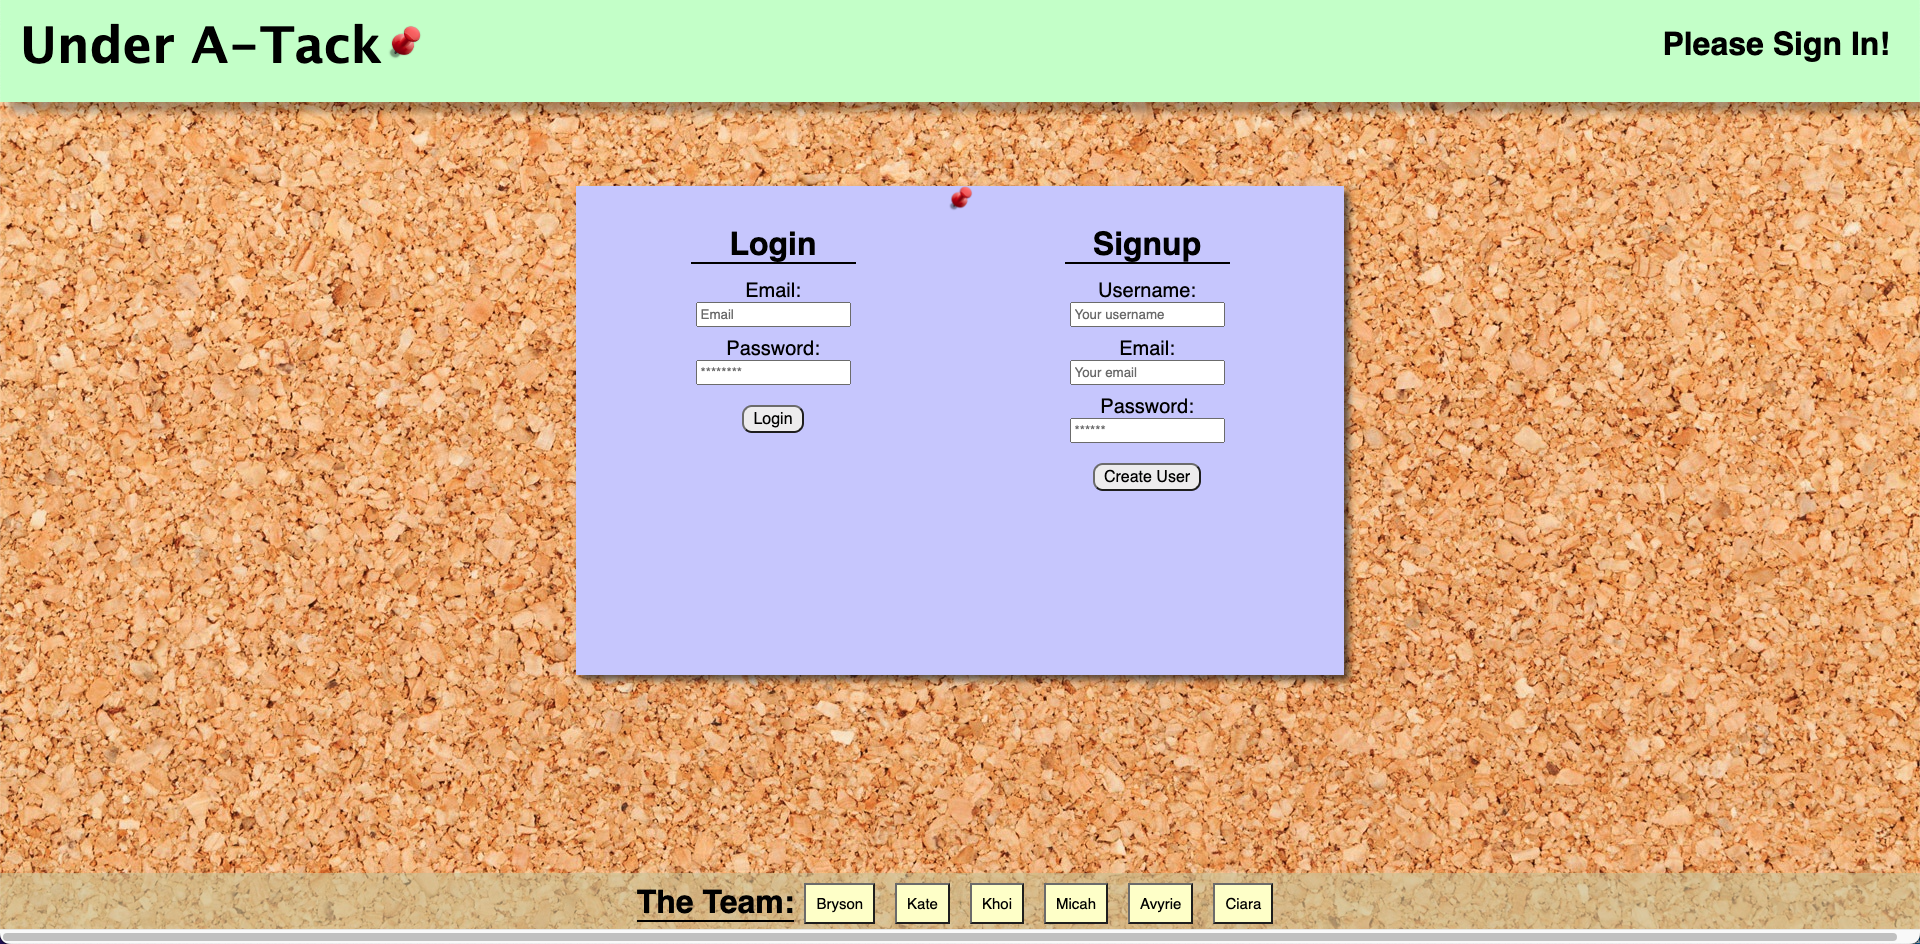 Under A-Tack
Please Sign In!
Login
Email:
Email
Password:
********
Login
Signup
Username:
Your username
Email:
Your email
Password:
******
Create User
The Team: Bryson Kate Khoi Micah Avyrie Ciara